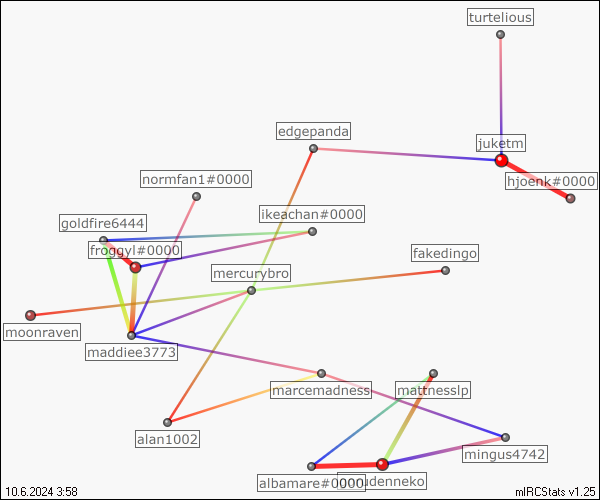 turtelious
edgepanda
juketm
hjoenk#0000
normfan1#0000
ikeachan#0000
goldfire6444
froggyl#0000
fakedingo
mercurybro
moonraven
maddiee3773
marcemadness
mattnesslp
alan1002
mingus4742
albamare#0000
udenneko
10.6.2024 3:58
mIRCStats v1.25